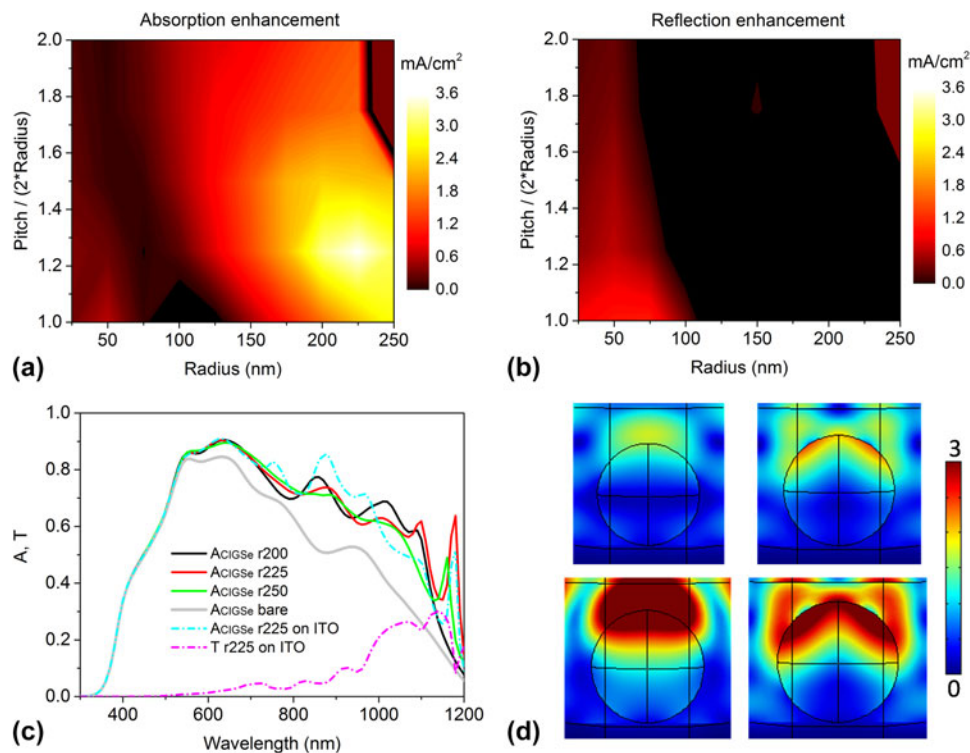 Absorption enhancement
mA/cm²
2.0
1.8
1.6
1.4
1.2
1.0
Pitch / (2*Radius)
50 100 150 200 250
Radius (nm)
3.6
3.0
2.4
1.8
1.2
0.6
0.0
(a)
Reflection enhancement
mA/cm²
2.0
1.8
1.6
1.4
1.2
1.0
Pitch / (2*Radius)
50 100 150 200 250
Radius (nm)
3.6
3.0
2.4
1.8
1.2
0.6
0.0
(b)
1.0
0.8
0.6
0.4
0.2
0.0
A, T
ACIGSe r200
ACIGSe r225
ACIGSe r250
ACIGSe bare
ACIGSe r225 on ITO
T r225 on ITO
400 600 800 1000 1200
Wavelength (nm)
(c)
3
0
(d)